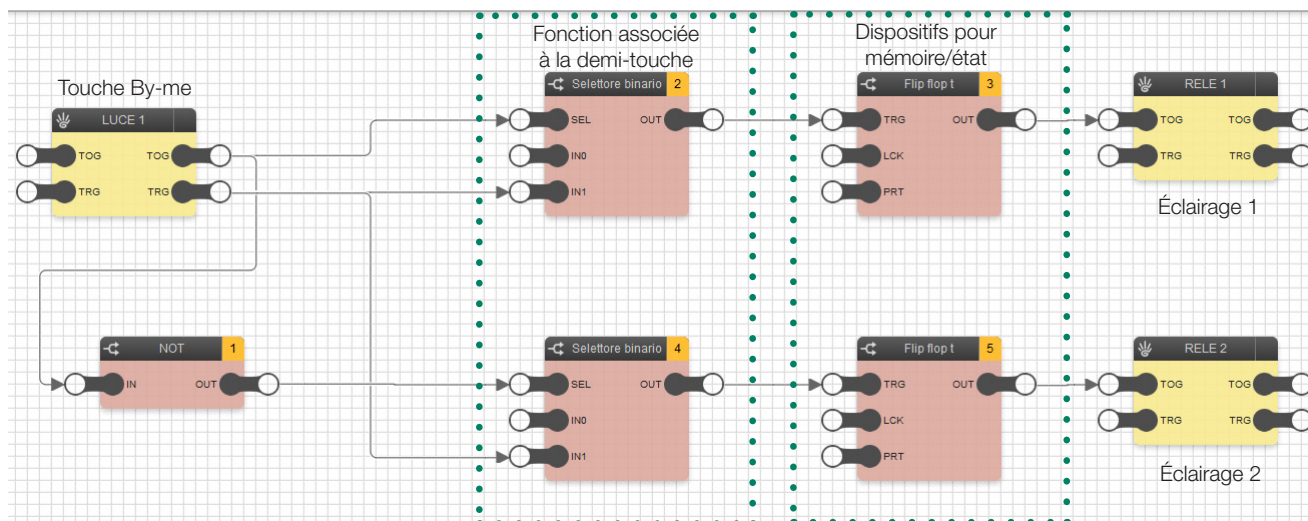 Fonction associée
à la demi-touche
Dispositifs pour
mémoire/état
Touche By-me
LUCE 1
TOG TOG
TRG TRG
Selettore binario 2
SEL OUT
IN0
IN1
Flip flop t 3
TRG OUT
LCK
PRT
RELE 1
TOG TOG
TRG TRG
Éclairage 1
NOT 1
IN OUT
Selettore binario 4
SEL OUT
IN0
IN1
Flip flop t 5
TRG OUT
LCK
PRT
RELE 2
TOG TOG
TRG TRG
Éclairage 2